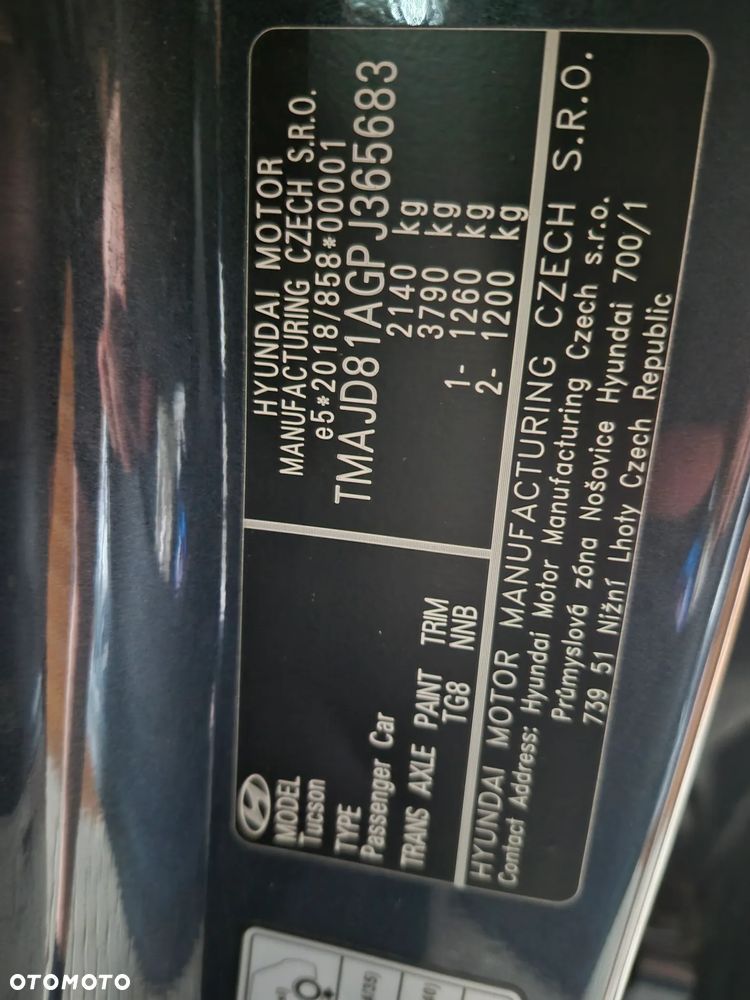 HYUNDAI MOTOR
MANUFACTURING CZECH S.R.O.
e5*2018/858*00001
TMAJD81AGPJ365683
2140 kg
3790 kg
1- 1260 kg
2- 1200 kg
MODEL
Tucson
TYPE
Passenger Car
TRANS AXLE PAINT TRIM
TG8 NNB
HYUNDAI MOTOR MANUFACTURING CZECH S.R.O.
Contact Address: Hyundai Motor Manufacturing Czech s.r.o.
Průmyslová zóna Nošovice Hyundai 700/1
739 51 Nižní Lhoty Czech Republic
OTOMOTO